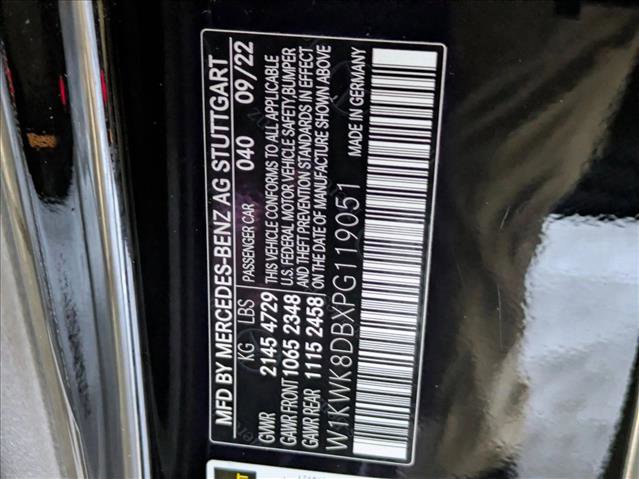 MFD BY MERCEDES-BENZ AG STUTTGART
KG LBS PASSENGER CAR 040 09/22
GVWR 2145 4729 THIS VEHICLE CONFORMS TO ALL APPLICABLE
GAWR FRONT 1065 2348 U.S. FEDERAL MOTOR VEHICLE SAFETY, BUMPER
GAWR REAR 1115 2458 AND THEFT PREVENTION STANDARDS IN EFFECT
ON THE DATE OF MANUFACTURE SHOWN ABOVE
W1KWK8DBXPG119051 MADE IN GERMANY